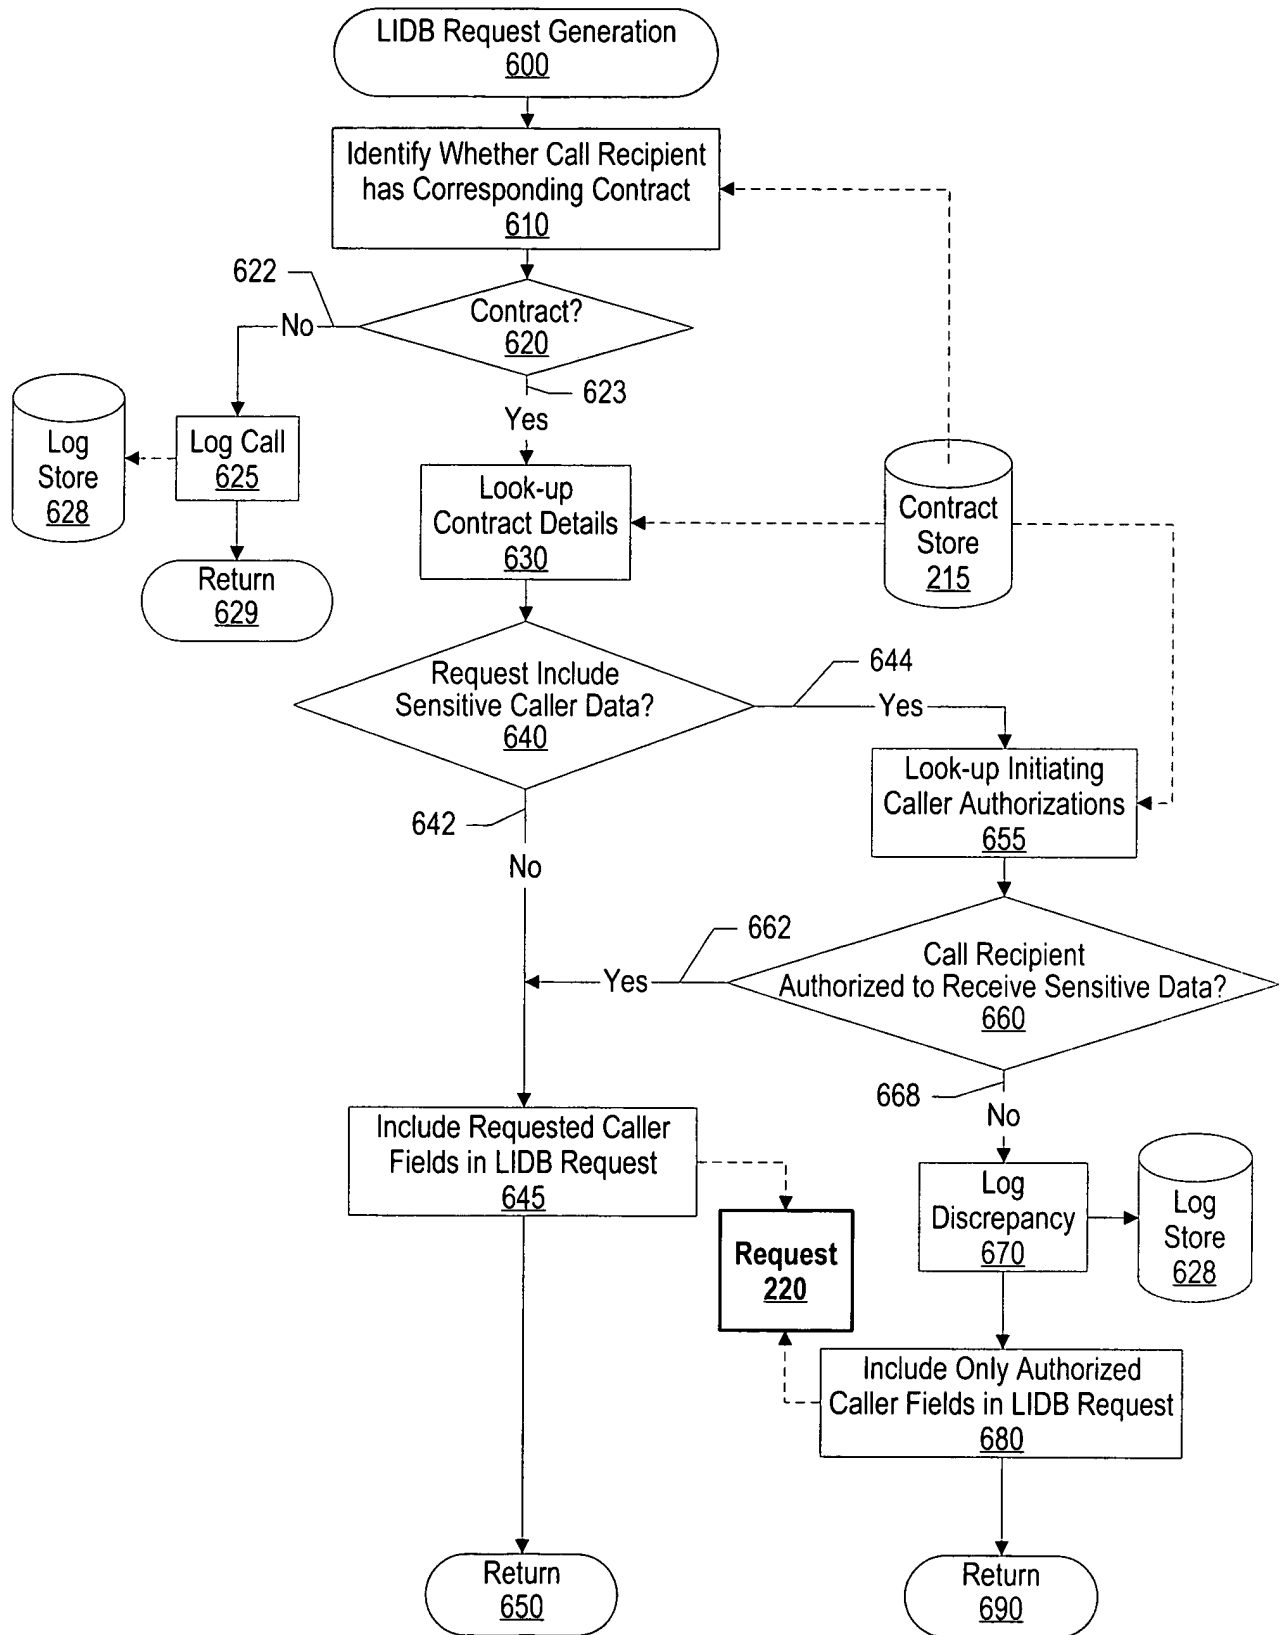 LIDB Request Generation
600
Identify Whether Call Recipient
has Corresponding Contract
610
622
No
Contract?
620
623
Yes
Log
Store
628
Log Call
625
Look-up
Contract Details
630
Contract
Store
215
Return
629
Request Include
Sensitive Caller Data?
640
644
Yes
642
No
Look-up Initiating
Caller Authorizations
655
662
Yes
Call Recipient
Authorized to Receive Sensitive Data?
660
668
No
Include Requested Caller
Fields in LIDB Request
645
Log
Discrepancy
670
Log
Store
628
Request
220
Include Only Authorized
Caller Fields in LIDB Request
680
Return
650
Return
690